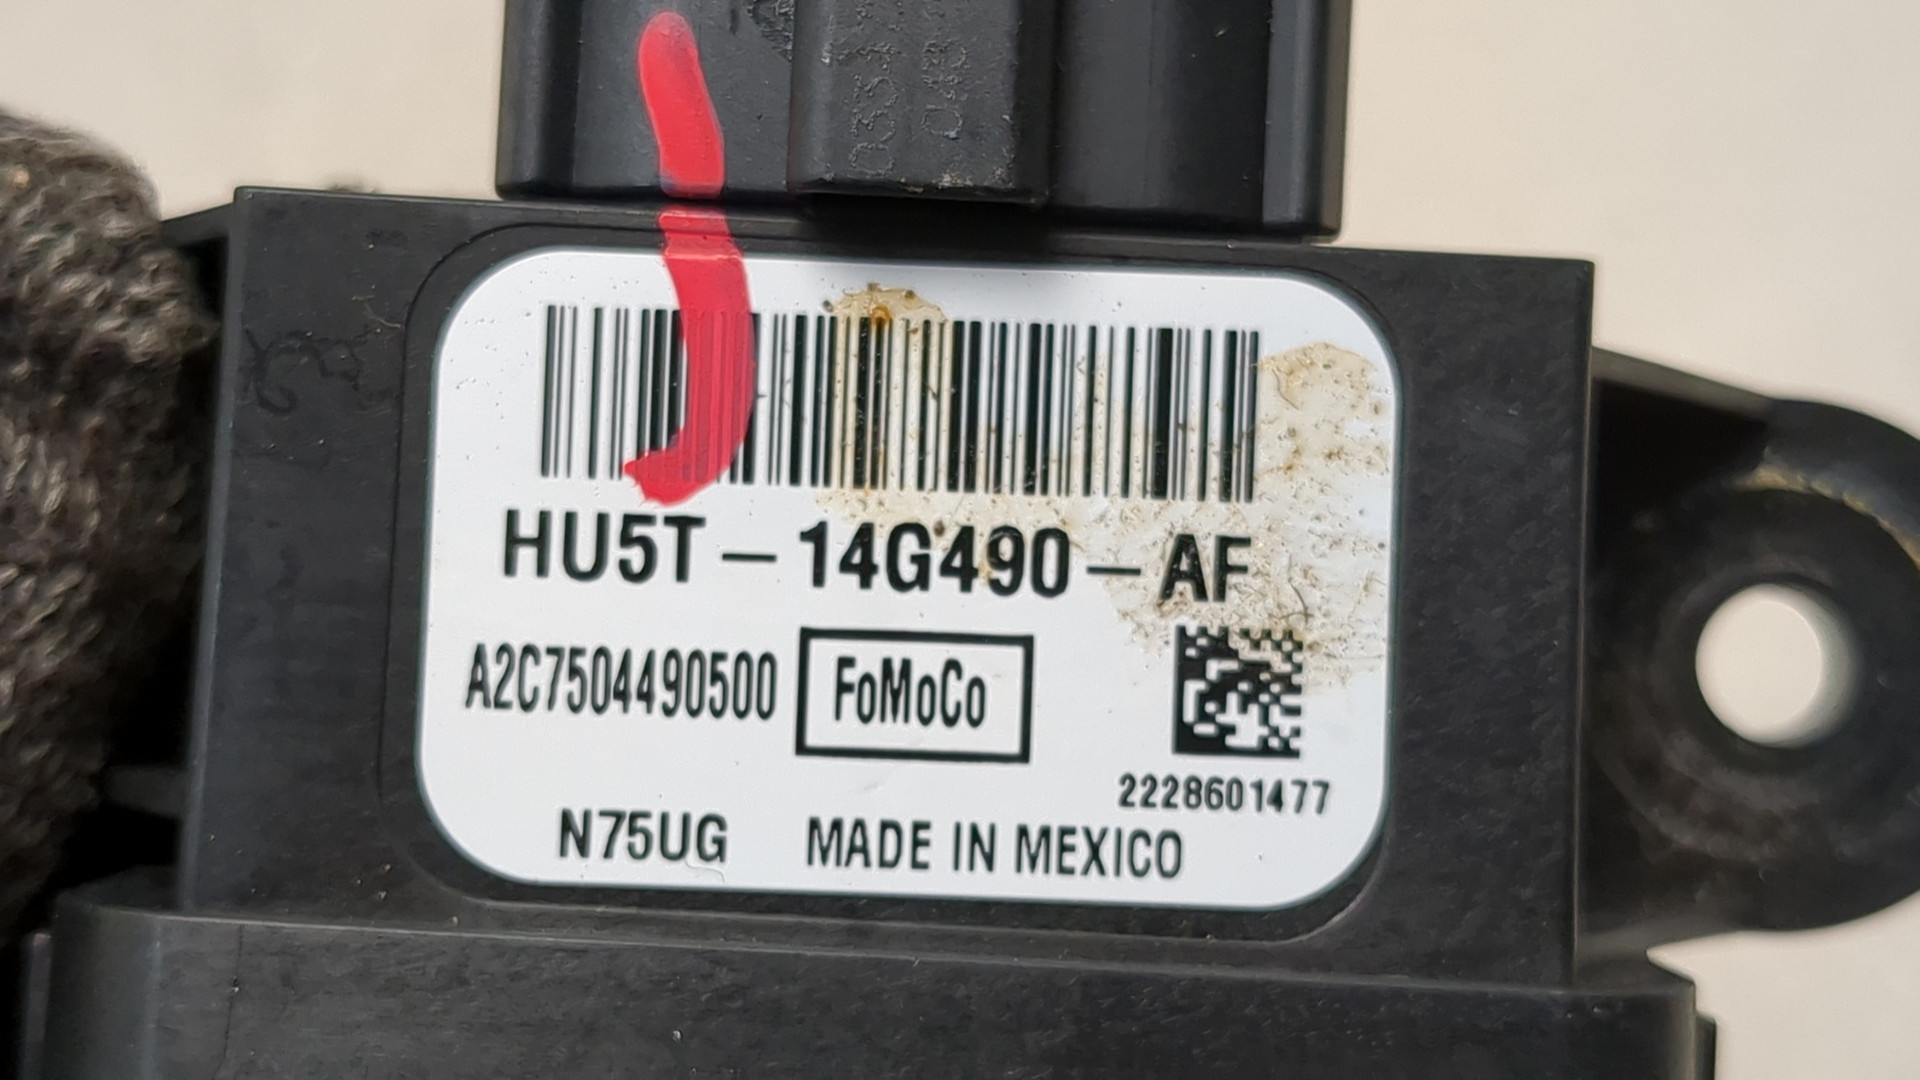 HU5T-14G490-AF
A2C7504490500 FoMoCo
2228601477
N75UG MADE IN MEXICO